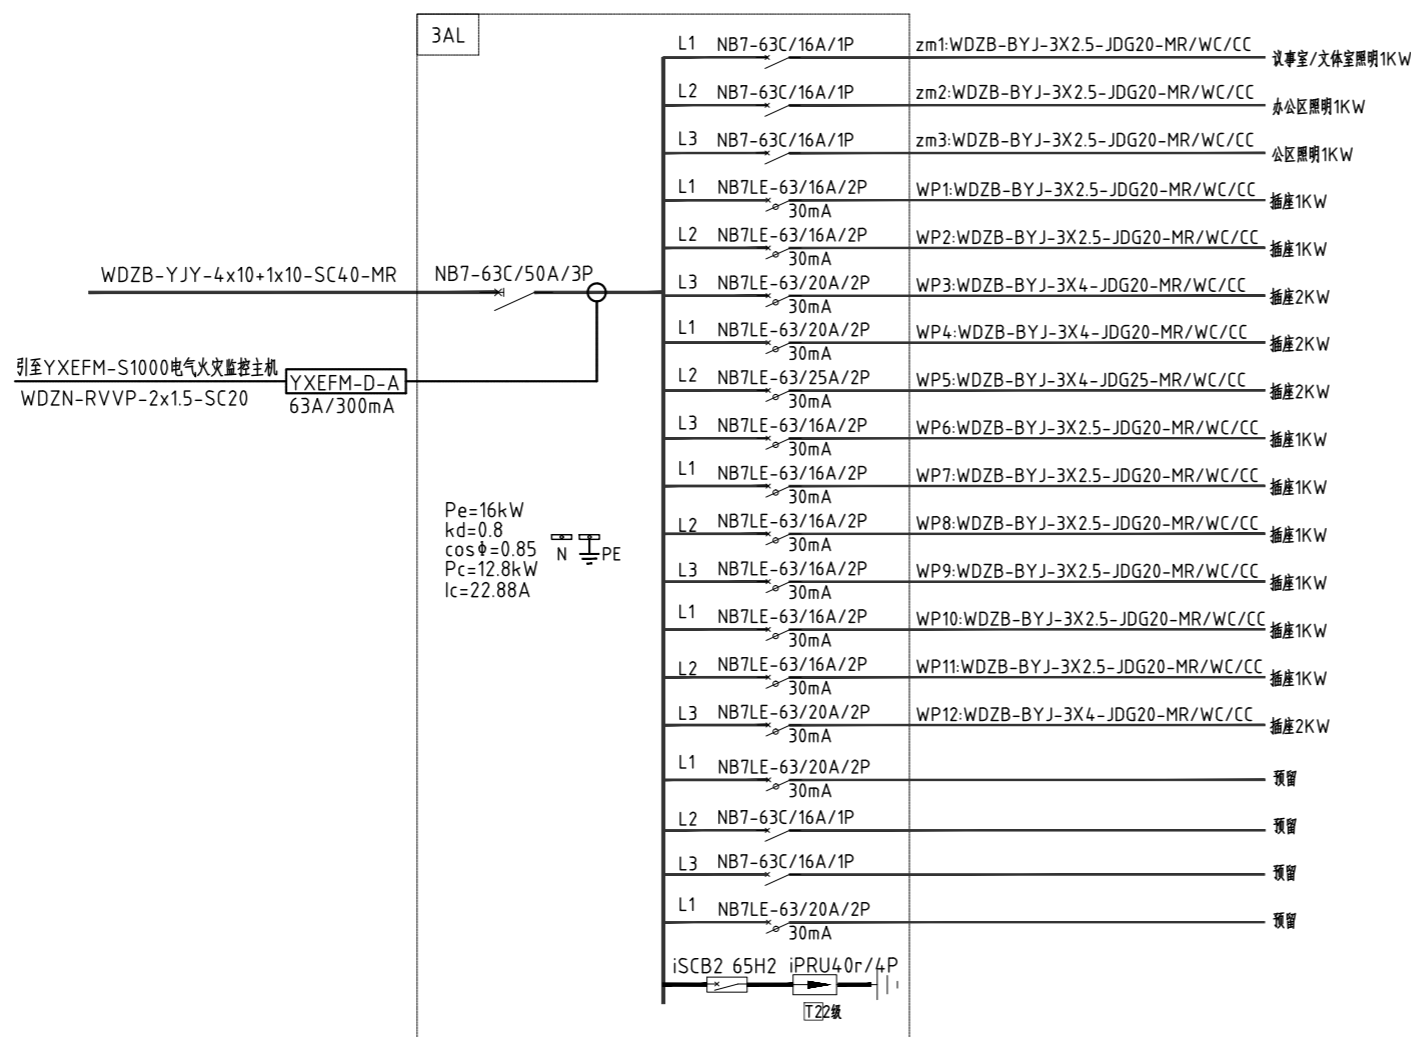 3AL
L1 NB7-63C/16A/1P zm1:WDZB-BYJ-3X2.5-JDG20-MR/WC/CC 议事室/文体室照明1KW
L2 NB7-63C/16A/1P zm2:WDZB-BYJ-3X2.5-JDG20-MR/WC/CC 办公区照明1KW
L3 NB7-63C/16A/1P zm3:WDZB-BYJ-3X2.5-JDG20-MR/WC/CC 公区照明1KW
L1 NB7LE-63/16A/2P WP1:WDZB-BYJ-3X2.5-JDG20-MR/WC/CC 插座1KW
30mA
L2 NB7LE-63/16A/2P WP2:WDZB-BYJ-3X2.5-JDG20-MR/WC/CC 插座1KW
30mA
WDZB-YJY-4x10+1x10-SC40-MR NB7-63C/50A/3P
L3 NB7LE-63/20A/2P WP3:WDZB-BYJ-3X4-JDG20-MR/WC/CC 插座2KW
30mA
L1 NB7LE-63/20A/2P WP4:WDZB-BYJ-3X4-JDG20-MR/WC/CC 插座2KW
30mA
引至YXEFM-S1000电气火灾监控主机 YXEFM-D-A
WDZN-RVVP-2x1.5-SC20 63A/300mA
L2 NB7LE-63/25A/2P WP5:WDZB-BYJ-3X4-JDG25-MR/WC/CC 插座2KW
30mA
L3 NB7LE-63/16A/2P WP6:WDZB-BYJ-3X2.5-JDG20-MR/WC/CC 插座1KW
30mA
L1 NB7LE-63/16A/2P WP7:WDZB-BYJ-3X2.5-JDG20-MR/WC/CC 插座1KW
30mA
Pe=16kW
kd=0.8
cosΦ=0.85
Pc=12.8kW
Ic=22.88A
N PE
L2 NB7LE-63/16A/2P WP8:WDZB-BYJ-3X2.5-JDG20-MR/WC/CC 插座1KW
30mA
L3 NB7LE-63/16A/2P WP9:WDZB-BYJ-3X2.5-JDG20-MR/WC/CC 插座1KW
30mA
L1 NB7LE-63/16A/2P WP10:WDZB-BYJ-3X2.5-JDG20-MR/WC/CC 插座1KW
30mA
L2 NB7LE-63/16A/2P WP11:WDZB-BYJ-3X2.5-JDG20-MR/WC/CC 插座1KW
30mA
L3 NB7LE-63/20A/2P WP12:WDZB-BYJ-3X4-JDG20-MR/WC/CC 插座2KW
30mA
L1 NB7LE-63/20A/2P 预留
30mA
L2 NB7-63C/16A/1P 预留
L3 NB7-63C/16A/1P 预留
L1 NB7LE-63/20A/2P 预留
30mA
iSCB2 65H2 iPRU40r/4P
T22级